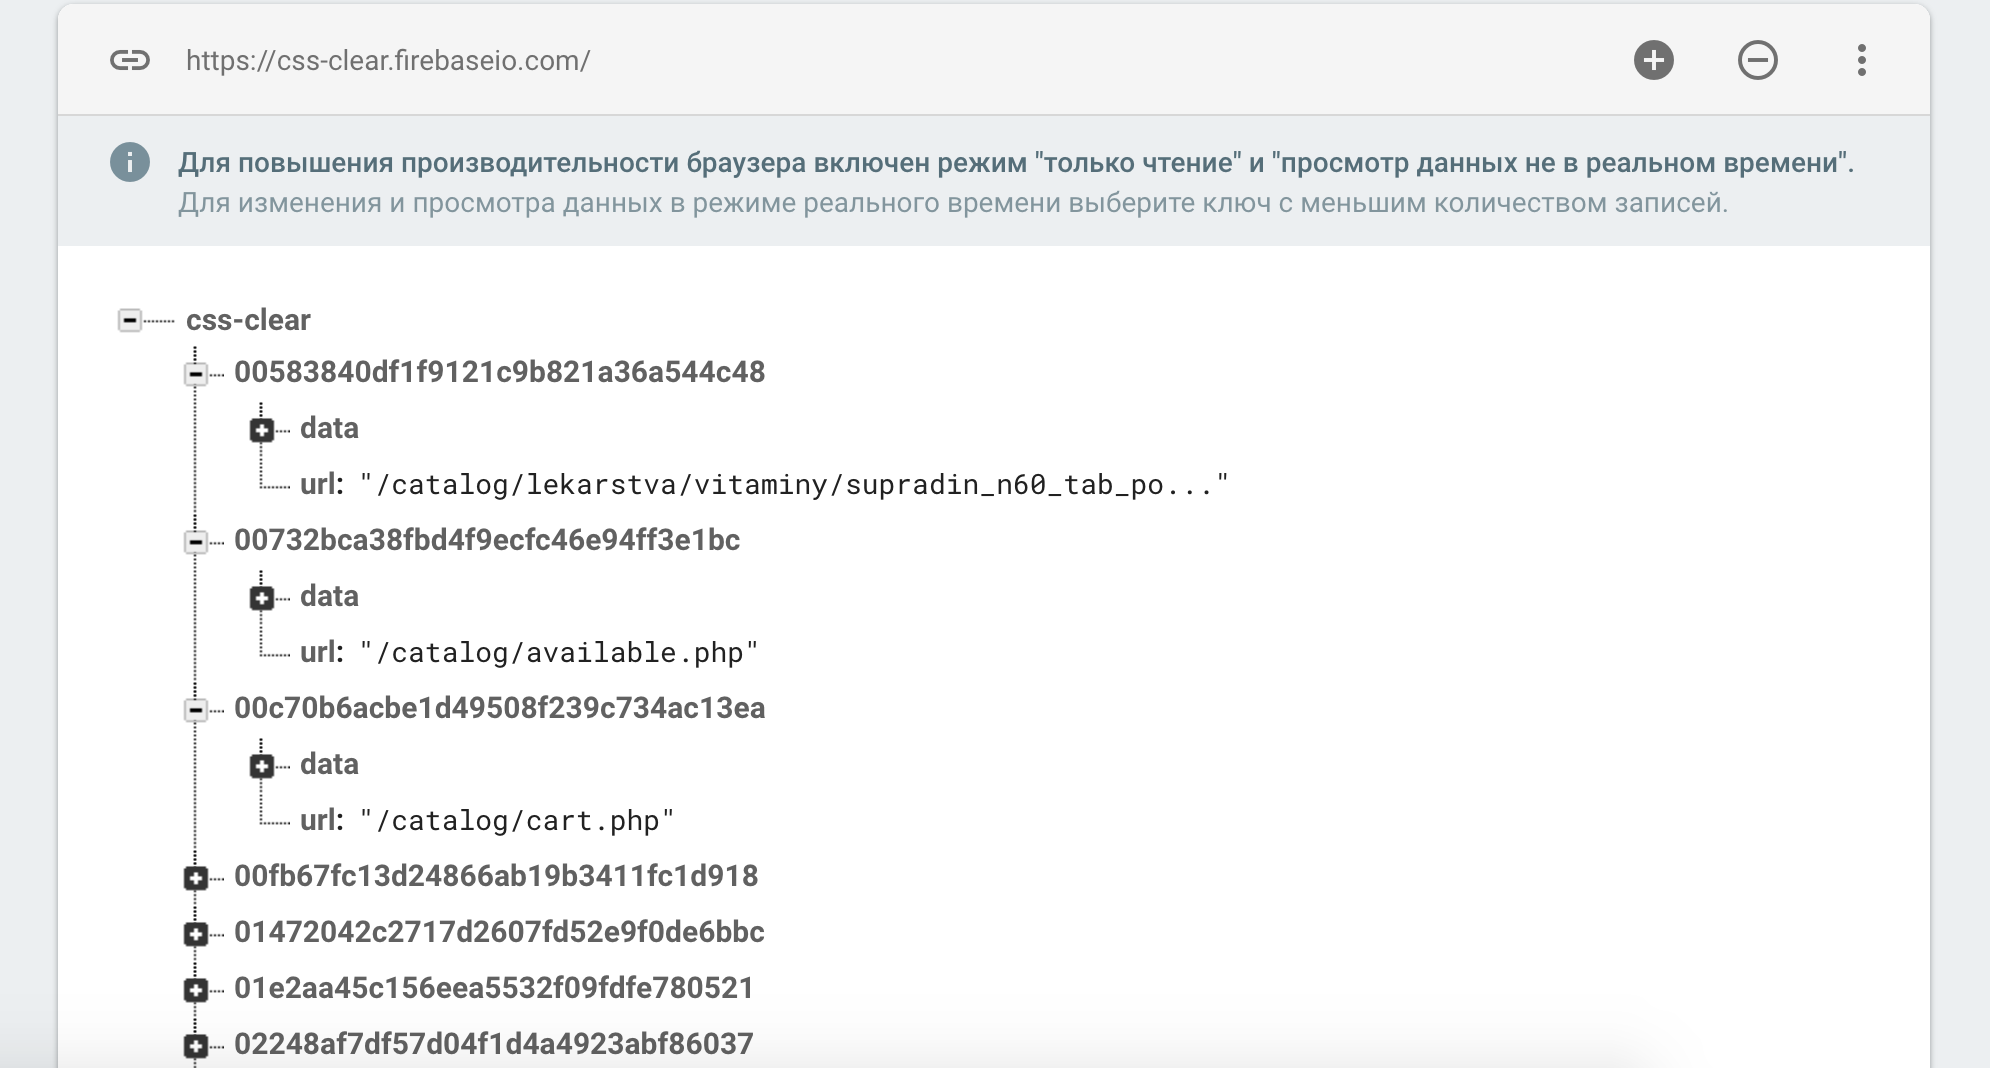 https://css-clear.firebaseio.com/
Для повышения производительности браузера включен режим "только чтение" и "просмотр данных не в реальном времени".
Для изменения и просмотра данных в режиме реального времени выберите ключ с меньшим количеством записей.
css-clear
00583840df1f9121c9b821a36a544c48
data
url: "/catalog/lekarstva/vitaminy/supradin_n60_tab_po..."
00732bca38fbd4f9ecfc46e94ff3e1bc
data
url: "/catalog/available.php"
00c70b6acbe1d49508f239c734ac13ea
data
url: "/catalog/cart.php"
00fb67fc13d24866ab19b3411fc1d918
01472042c2717d2607fd52e9f0de6bbc
01e2aa45c156eea5532f09fdfe780521
02248af7df57d04f1d4a4923abf86037